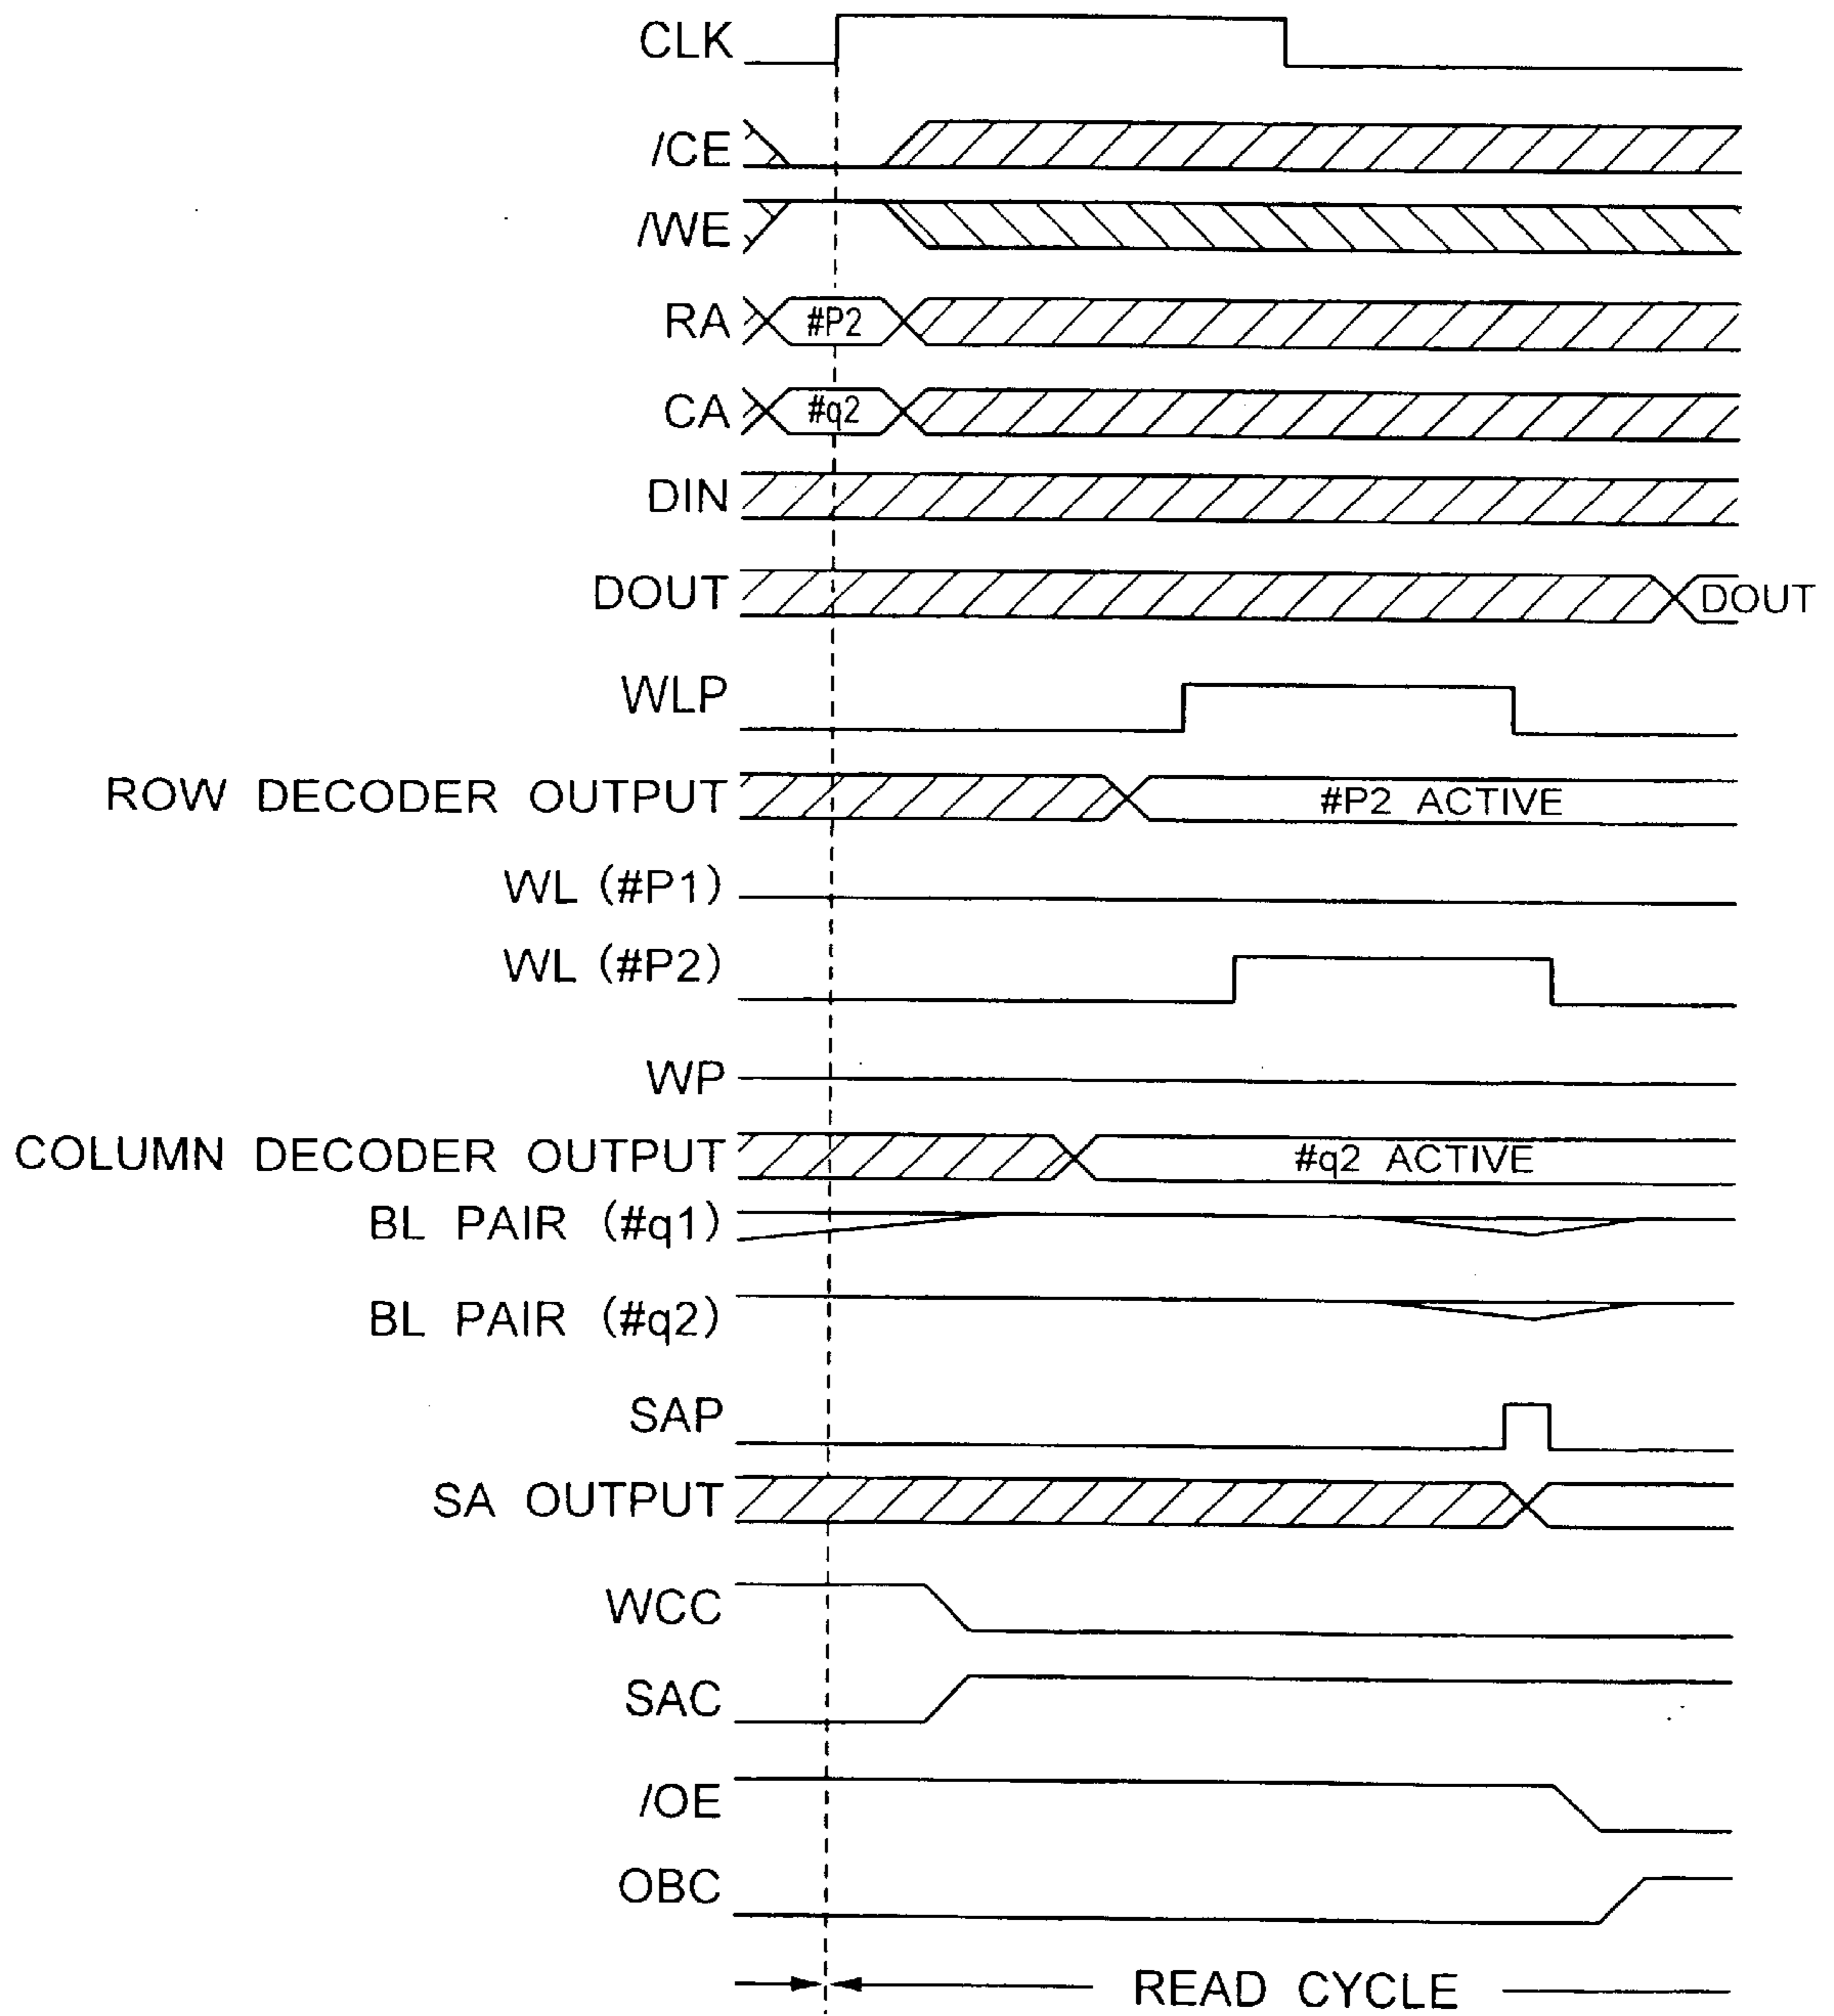 CLK
/CE
/WE
RA #P2
CA #q2
DIN
DOUT DOUT
WLP
ROW DECODER OUTPUT #P2 ACTIVE
WL (#P1)
WL (#P2)
WP
COLUMN DECODER OUTPUT #q2 ACTIVE
BL PAIR (#q1)
BL PAIR (#q2)
SAP
SA OUTPUT
WCC
SAC
/OE
OBC
READ CYCLE